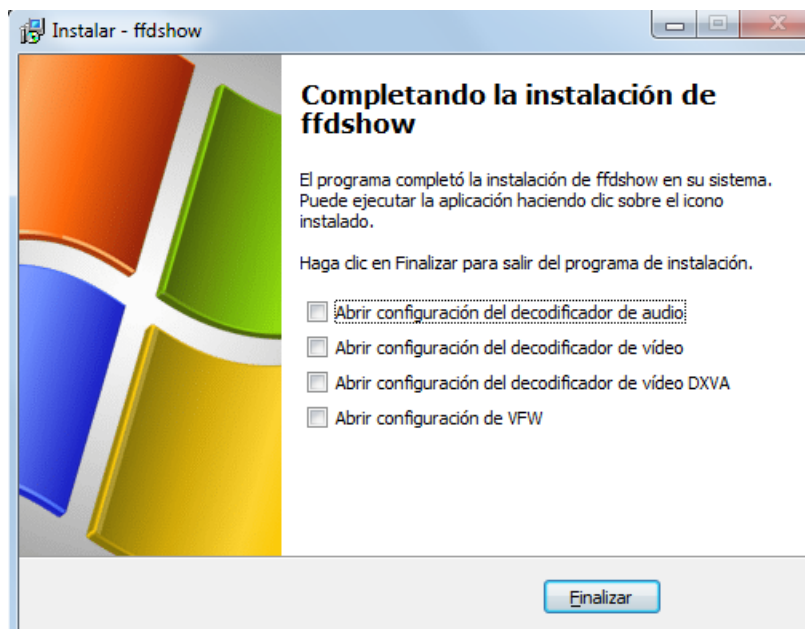 Instalar - ffdshow
Completando la instalación de
ffdshow
El programa completó la instalación de ffdshow en su sistema.
Puede ejecutar la aplicación haciendo clic sobre el icono
instalado.
Haga clic en Finalizar para salir del programa de instalación.
Abrir configuración del decodificador de audio
Abrir configuración del decodificador de vídeo
Abrir configuración del decodificador de vídeo DXVA
Abrir configuración de VFW
Finalizar